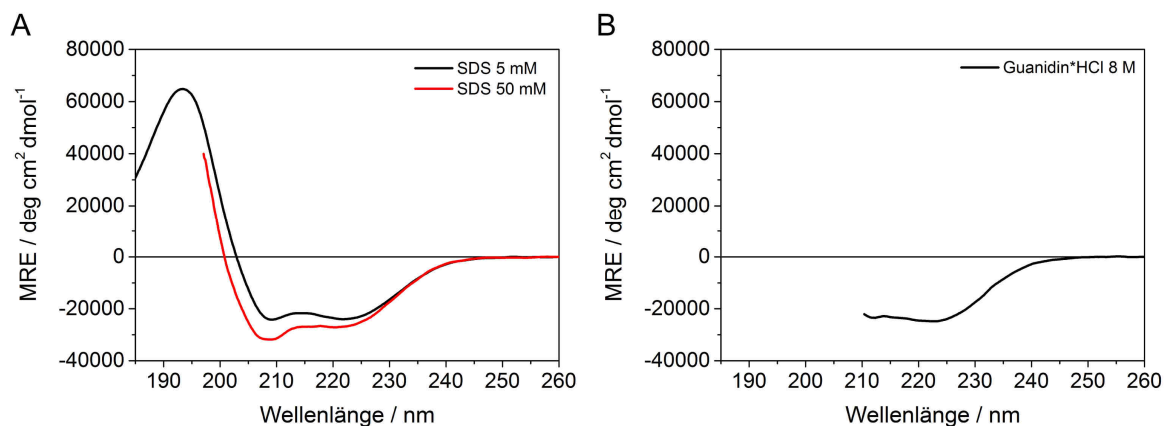 A
80000
60000
40000
20000
0
-20000
-40000
MRE / deg cm² dmol⁻¹
SDS 5 mM
SDS 50 mM
190 200 210 220 230 240 250 260
Wellenlänge / nm
B
80000
60000
40000
20000
0
-20000
-40000
MRE / deg cm² dmol⁻¹
Guanidin*HCl 8 M
190 200 210 220 230 240 250 260
Wellenlänge / nm